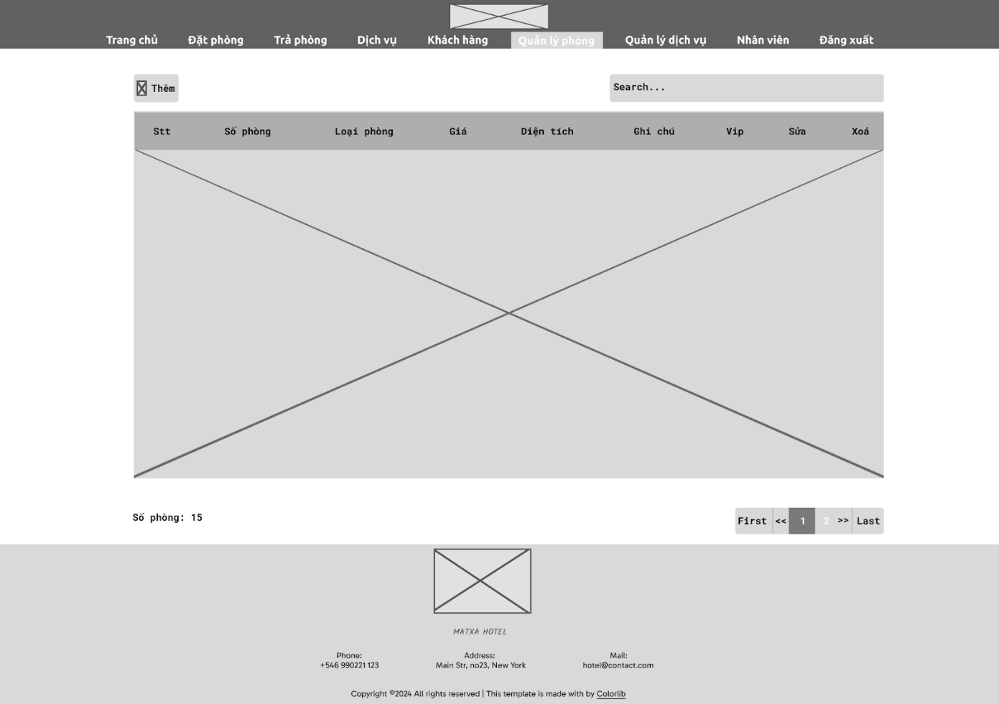 Trang chủ Đặt phòng Trả phòng Dịch vụ Khách hàng Quản lý phòng Quản lý dịch vụ Nhân viên Đăng xuất
Thêm Search...
Stt Số phòng Loại phòng Giá Diện tích Ghi chú Vip Sửa Xoá
Số phòng: 15 First << 1 2 >> Last
MATXA HOTEL
Phone: Address: Mail:
+546 990221 123 Main Str, no23, New York hotel@contact.com
Copyright ©2024 All rights reserved | This template is made with by Colorlib